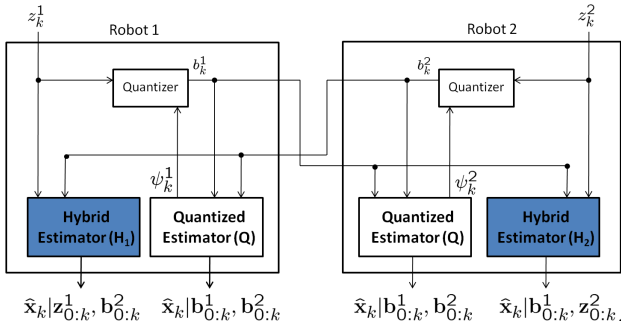 z_k^1
z_k^2
Robot 1
Robot 2
Quantizer
b_k^1
b_k^2
Quantizer
ψ_k^1
ψ_k^2
Hybrid
Estimator (H₁)
Quantized
Estimator (Q)
Quantized
Estimator (Q)
Hybrid
Estimator (H₂)
x̂_k|z_{0:k}^1, b_{0:k}^2
x̂_k|b_{0:k}^1, b_{0:k}^2
x̂_k|b_{0:k}^1, b_{0:k}^2
x̂_k|b_{0:k}^1, z_{0:k}^2